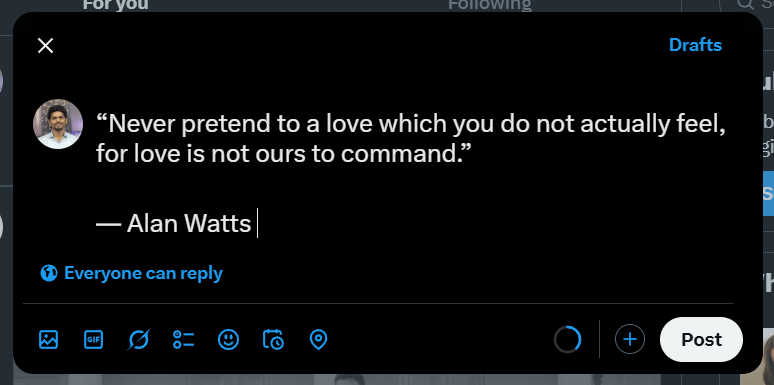 For you
Following
Drafts
“Never pretend to a love which you do not actually feel,
for love is not ours to command.”
— Alan Watts
Everyone can reply
GIF
Post